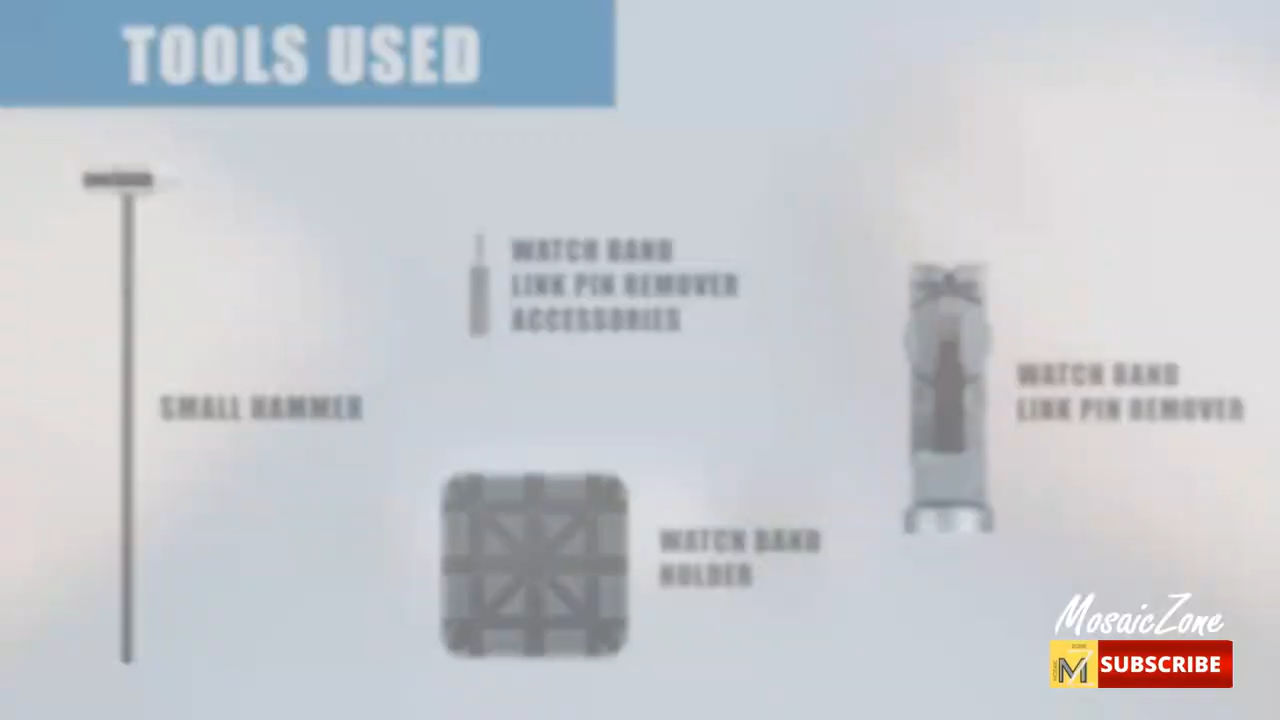 TOOLS USED
WATCH BAND
LINK PIN REMOVER
ACCESSORIES
WATCH BAND
LINK PIN REMOVER
SMALL HAMMER
WATCH BAND
HOLDER
MosaicZone
M
SUBSCRIBE